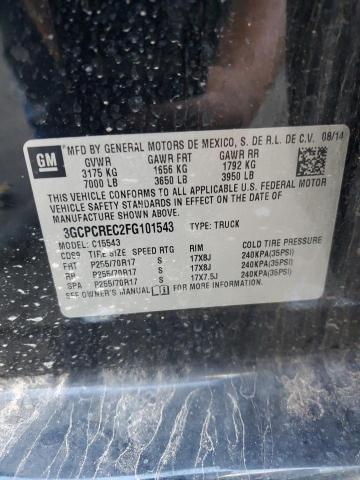 GM
MFD BY GENERAL MOTORS DE MEXICO, S. DE R.L. DE C.V. 08/14
GVWR GAWR FRT GAWR RR
3175 KG 1656 KG 1792 KG
7000 LB 3650 LB 3950 LB
THIS VEHICLE CONFORMS TO ALL APPLICABLE U.S. FEDERAL MOTOR
VEHICLE SAFETY STANDARDS IN EFFECT ON THE DATE OF
MANUFACTURE SHOWN ABOVE.
3GCPCREC2FG101543 TYPE: TRUCK
MODEL: C15543
COS9 TIRE SIZE SPEED RTG RIM COLD TIRE PRESSURE
FRT P255/70R17 S 17X8J 240KPA(35PSI)
RR P255/70R17 S 17X8J 240KPA(35PSI)
SPA P255/70R17 S 17X7.5J 240KPA(35PSI)
SEE OWNER'S MANUAL FOR MORE INFORMATION.